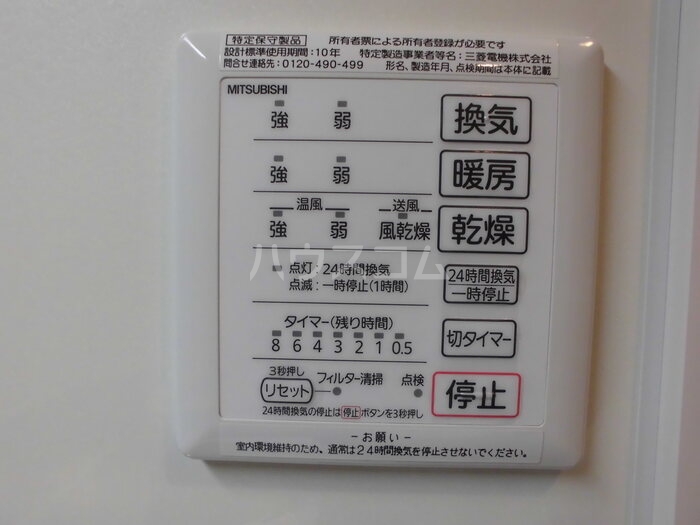 特定保守製品 所有者票による所有者登録が必要です
設計標準使用期間:10年 特定製造事業者等名:三菱電機株式会社
問合せ連絡先:0120-490-499 形名、製造年月、点検期間は本体に記載
MITSUBISHI
強 弱 換気
強 弱 暖房
温風 送風
強 弱 風乾燥 乾燥
点灯:24時間換気
点滅:一時停止(1時間)
24時間換気
一時停止
ハウスコム
タイマー(残り時間)
8 6 4 3 2 1 0.5
切タイマー
3秒押し
リセット フィルター清掃 点検 停止
24時間換気の停止は停止ボタンを3秒押し
-お願い-
室内環境維持のため、通常は24時間換気を停止させないでください。